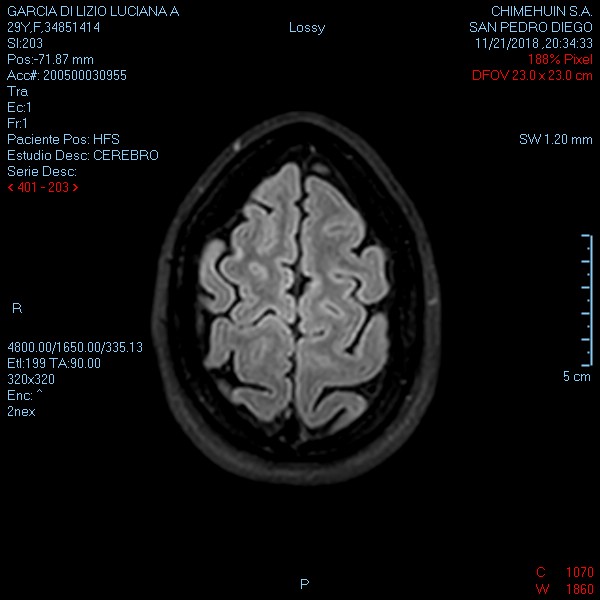 GARCIA DI LIZIO LUCIANA A
29Y,F,34851414
Sl:203
Pos:-71.87 mm
Acc#: 200500030955
Tra
Ec:1
Fr:1
Paciente Pos: HFS
Estudio Desc: CEREBRO
Serie Desc:
< 401 - 203 >
Lossy
CHIMEHUIN S.A.
SAN PEDRO DIEGO
11/21/2018 ,20:34:33
188% Pixel
DFOV 23.0 x 23.0 cm
SW 1.20 mm
R
5 cm
4800.00/1650.00/335.13
Etl:199 TA:90.00
320x320
Enc: ^
2nex
P
C 1070
W 1860